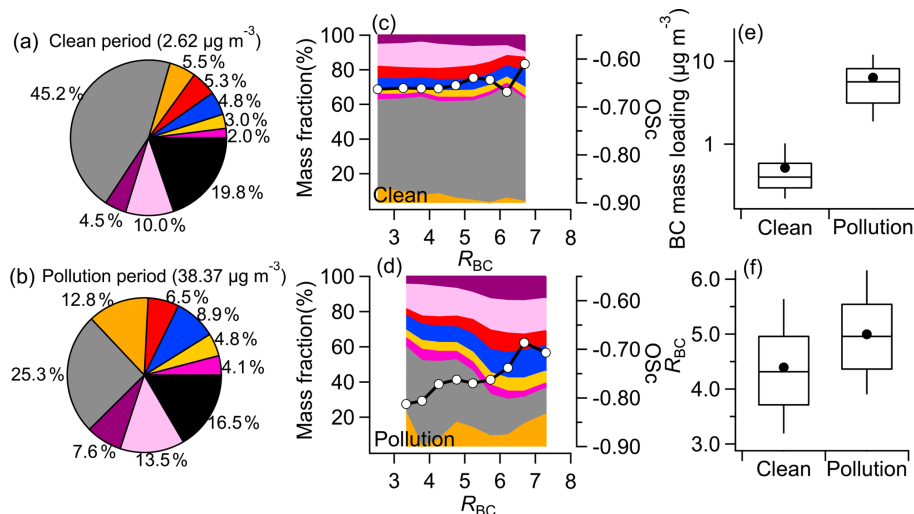 (a) Clean period (2.62 µg m-3)
5.5 %
5.3 %
4.8 %
3.0 %
2.0 %
19.8 %
10.0 %
4.5 %
45.2 %
(b) Pollution period (38.37 µg m-3)
12.8 %
6.5 %
8.9 %
4.8 %
4.1 %
16.5 %
13.5 %
7.6 %
25.3 %
(c)
Mass fraction(%)
100
80
60
40
20
Clean
3 4 5 6 7 8
RBC
-0.60
-0.70
-0.80
-0.90
OSc
(d)
Mass fraction(%)
100
80
60
40
20
Pollution
3 4 5 6 7 8
RBC
-0.60
-0.70
-0.80
-0.90
OSc
(e)
BC mass loading (µg m-3)
10
1
Clean Pollution
(f)
RBC
6.0
5.0
4.0
3.0
Clean Pollution